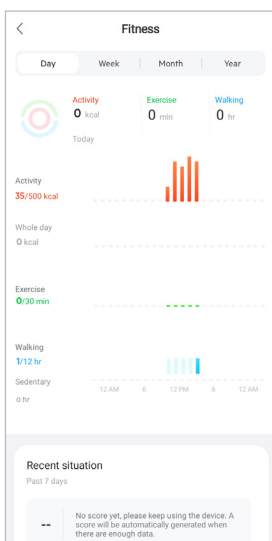 Fitness
Day Week Month Year
Activity Exercise Walking
0 kcal 0 min 0 hr
Today
Activity
35/500 kcal
Whole day
0 kcal
Exercise
0/30 min
Walking
1/12 hr
Sedentary
0 hr
12 AM 6 12 PM 6 12 AM
Recent situation
Past 7 days
-- No score yet, please keep using the device. A
score will be automatically generated when
there are enough data.